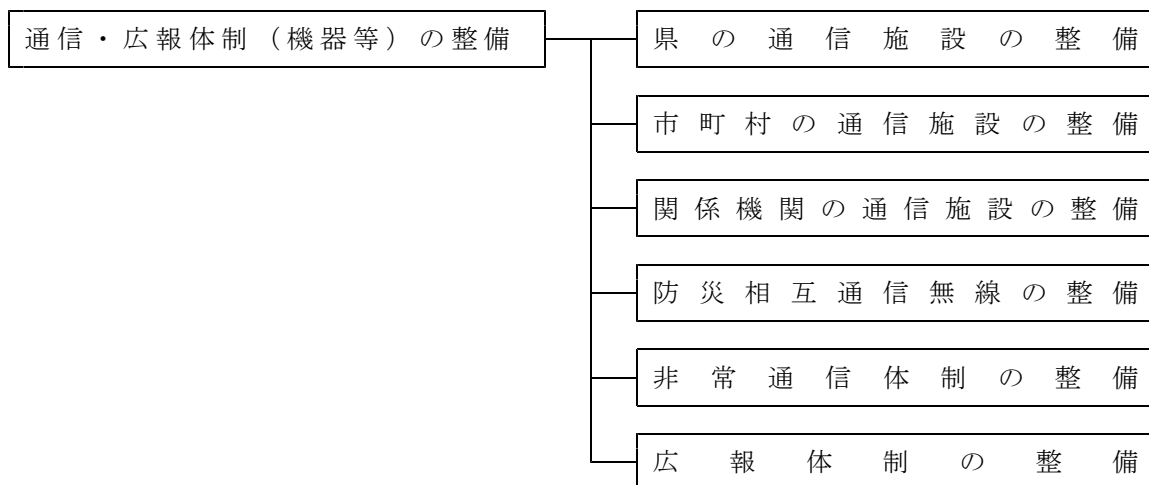 通信・広報体制（機器等）の整備
県の通信施設の整備
市町村の通信施設の整備
関係機関の通信施設の整備
防災相互通信無線の整備
非常通信体制の整備
広報体制の整備